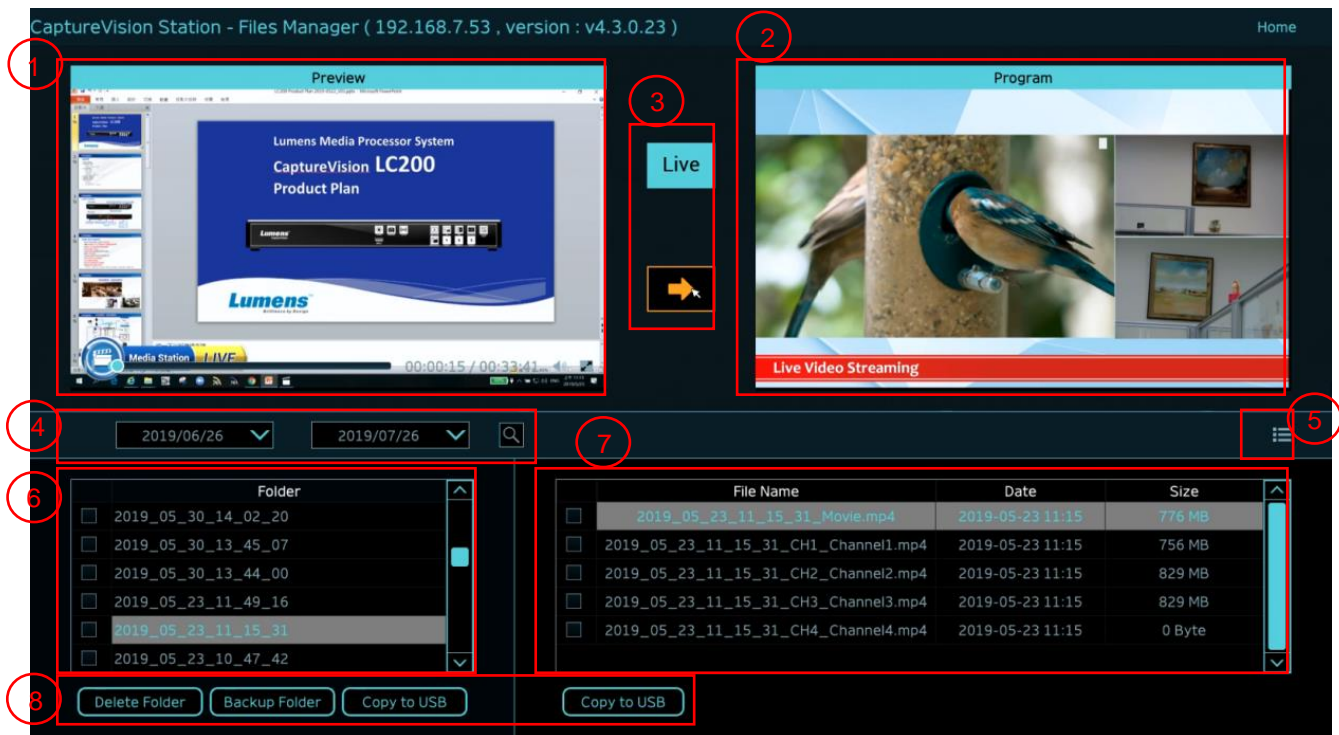 CaptureVision Station - Files Manager ( 192.168.7.53 , version : v4.3.0.23 )
Home
1
2
3
Preview
Program
Lumens Media Processor System
CaptureVision LC200
Product Plan
Lumens
Lumens
Media Station
LIVE
00:00:15 / 00:33:41
Live
Live Video Streaming
4
2019/06/26
2019/07/26
7
5
6
Folder
2019_05_30_14_02_20
2019_05_30_13_45_07
2019_05_30_13_44_00
2019_05_23_11_49_16
2019_05_23_11_15_31
2019_05_23_10_47_42
File Name Date Size
2019_05_23_11_15_31_Movie.mp4 2019-05-23 11:15 776 MB
2019_05_23_11_15_31_CH1_Channel1.mp4 2019-05-23 11:15 756 MB
2019_05_23_11_15_31_CH2_Channel2.mp4 2019-05-23 11:15 829 MB
2019_05_23_11_15_31_CH3_Channel3.mp4 2019-05-23 11:15 829 MB
2019_05_23_11_15_31_CH4_Channel4.mp4 2019-05-23 11:15 0 Byte
8
Delete Folder
Backup Folder
Copy to USB
Copy to USB